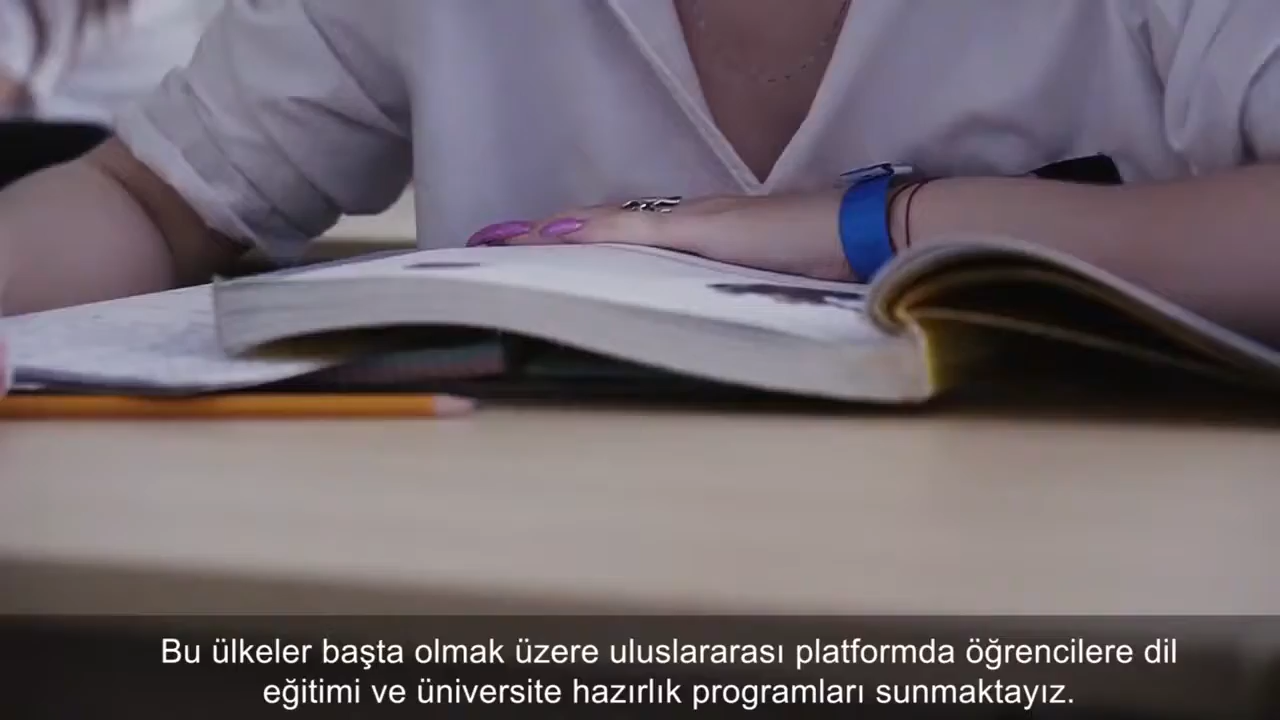 Bu ülkeler başta olmak üzere uluslararası platformda öğrencilere dil
eğitimi ve üniversite hazırlık programları sunmaktayız.